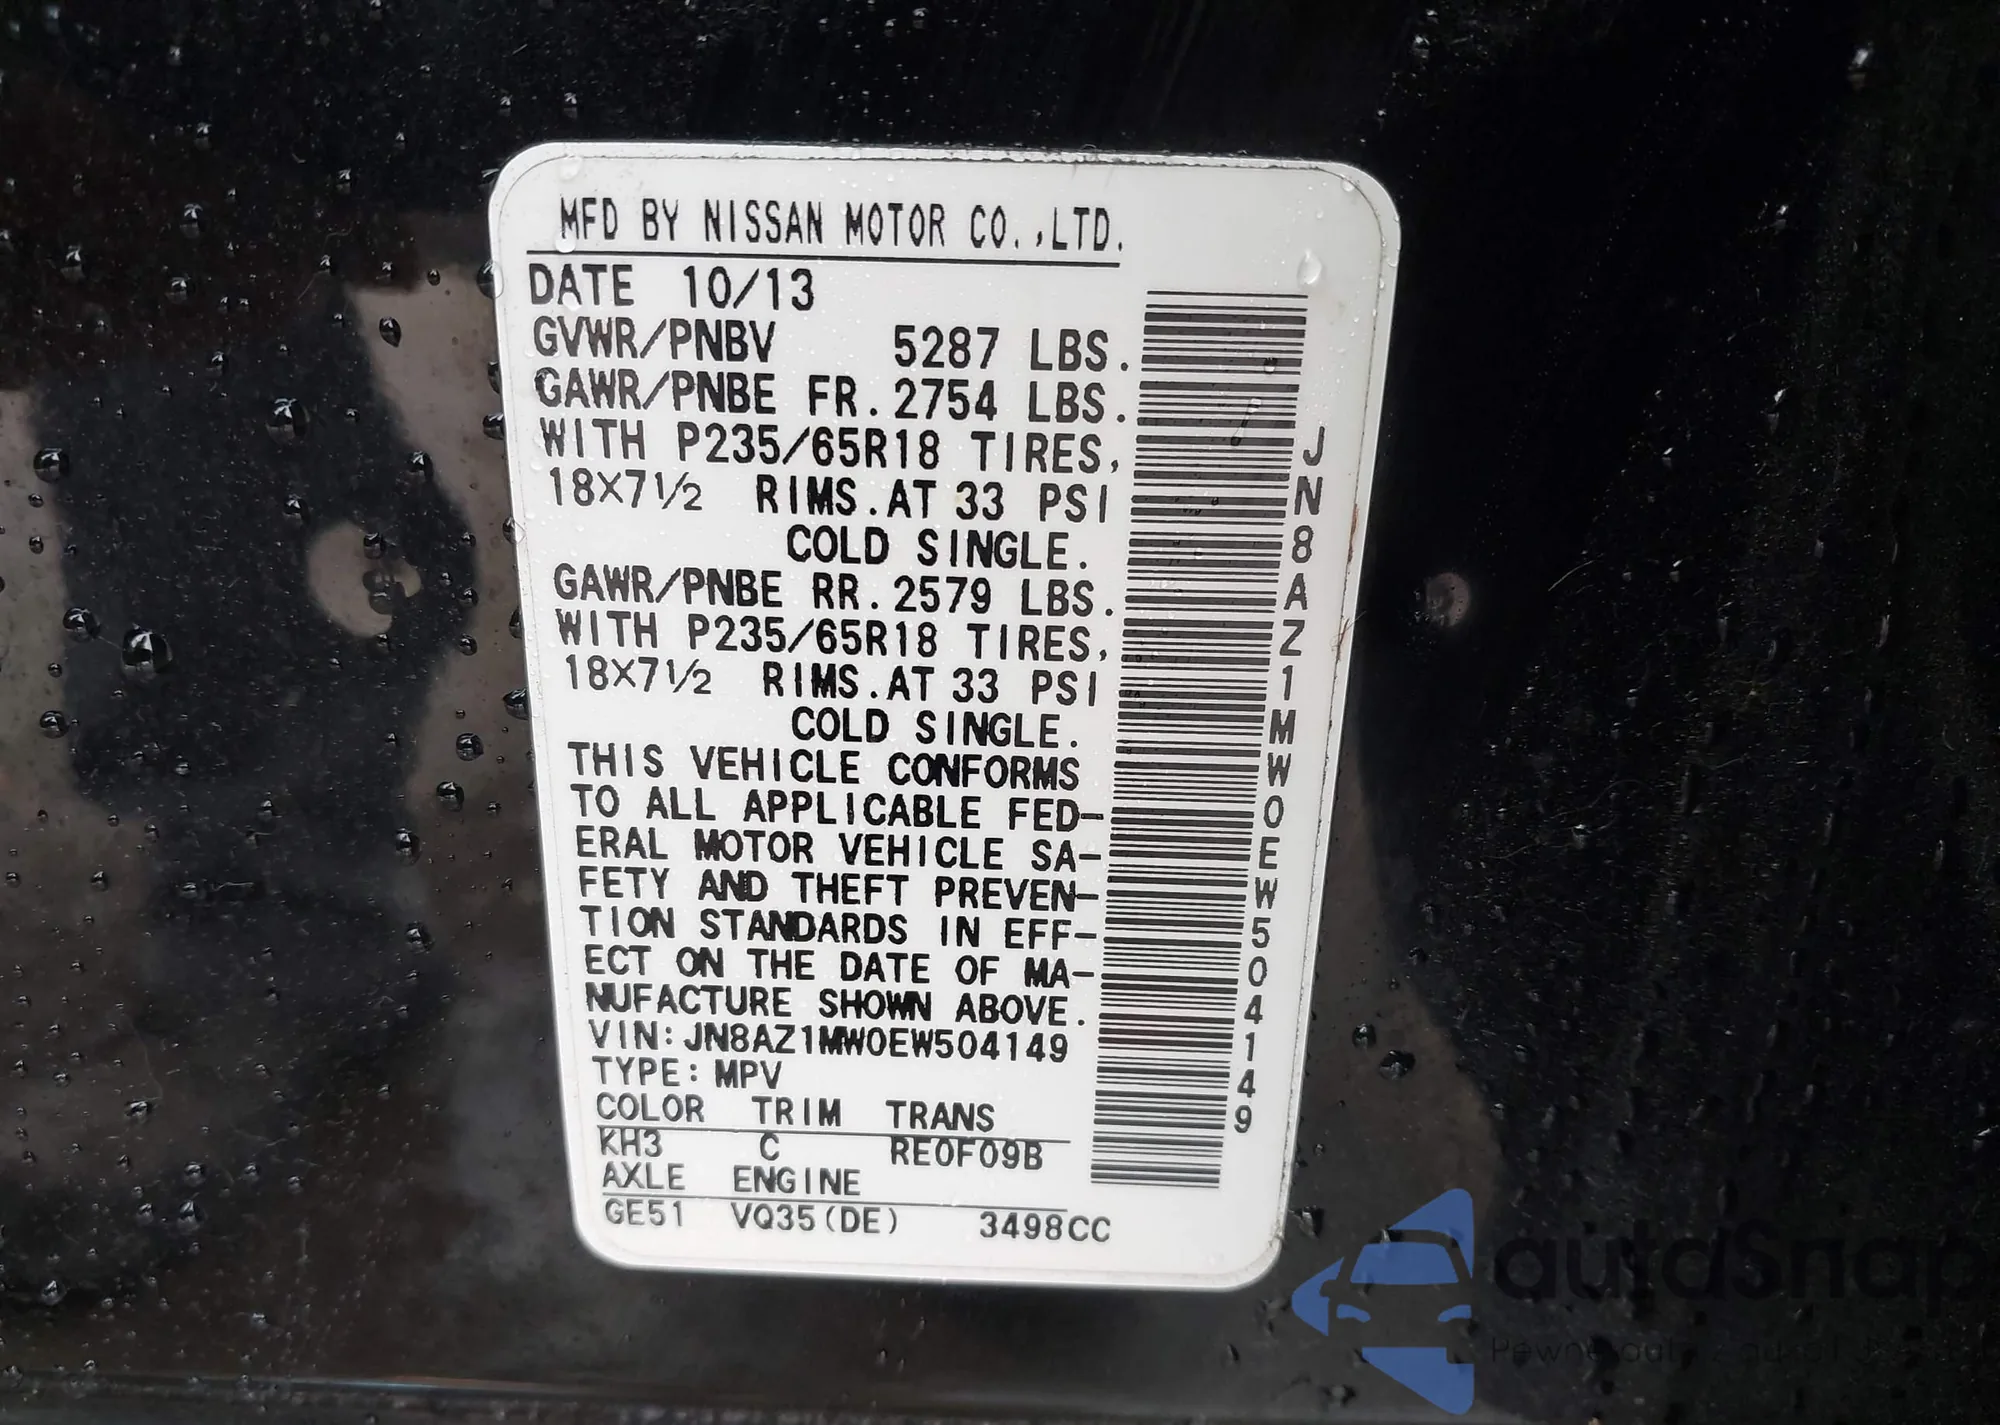 MFD BY NISSAN MOTOR CO.,LTD.
DATE 10/13
GVWR/PNBV 5287 LBS.
GAWR/PNBE FR.2754 LBS.
WITH P235/65R18 TIRES,
18X7½ RIMS.AT 33 PSI
COLD SINGLE.
GAWR/PNBE RR.2579 LBS.
WITH P235/65R18 TIRES,
18X7½ RIMS.AT 33 PSI
COLD SINGLE.
THIS VEHICLE CONFORMS
TO ALL APPLICABLE FED-
ERAL MOTOR VEHICLE SA-
FETY AND THEFT PREVEN-
TION STANDARDS IN EFF-
ECT ON THE DATE OF MA-
NUFACTURE SHOWN ABOVE.
VIN:JN8AZ1MW0EW504149
TYPE:MPV
COLOR TRIM TRANS
KH3 C RE0F09B
AXLE ENGINE
GE51 VQ35(DE) 3498CC
JN8AZ1MW0EW504149
autoSnap